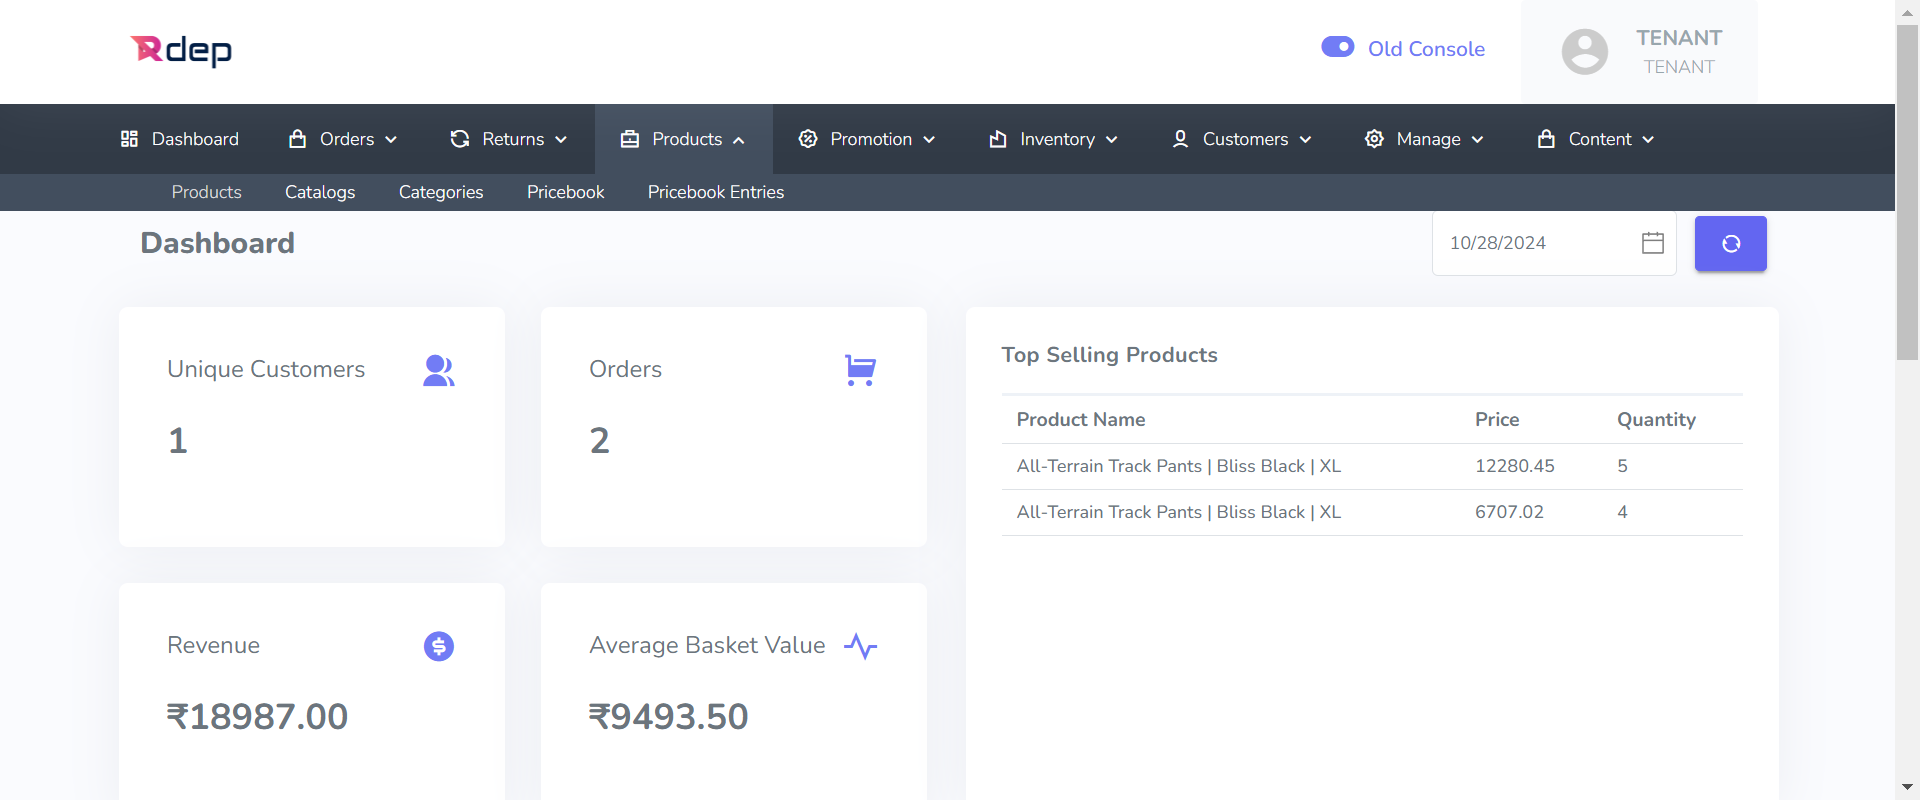 Rdep
Old Console
TENANT
TENANT
Dashboard Orders Returns Products Promotion Inventory Customers Manage Content
Products Catalogs Categories Pricebook Pricebook Entries
Dashboard
10/28/2024
Unique Customers
1
Orders
2
Top Selling Products
Product Name Price Quantity
All-Terrain Track Pants | Bliss Black | XL 12280.45 5
All-Terrain Track Pants | Bliss Black | XL 6707.02 4
Revenue
₹18987.00
Average Basket Value
₹9493.50